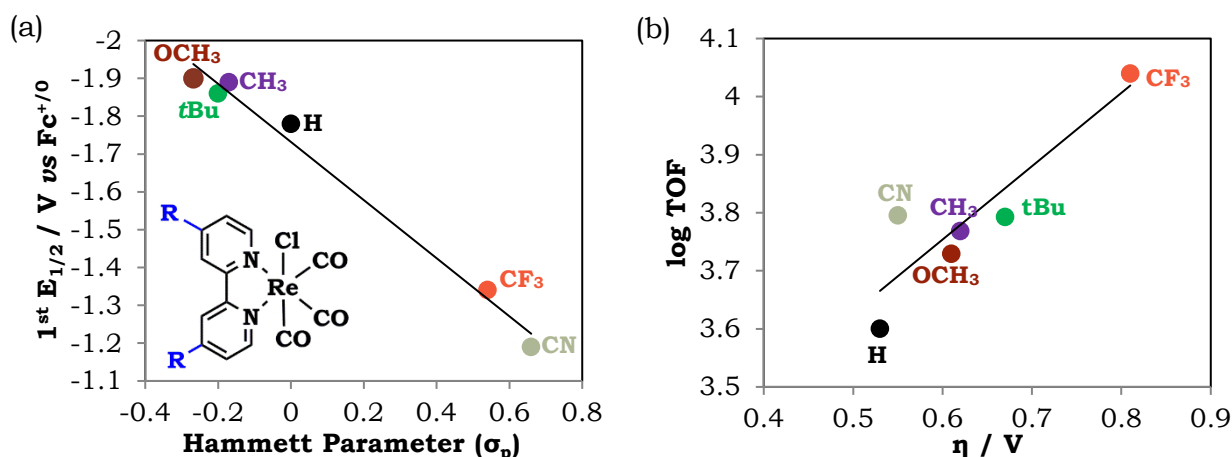 (a)
1st E1/2 / V vs Fc+/0
-2
-1.9
-1.8
-1.7
-1.6
-1.5
-1.4
-1.3
-1.2
-1.1
OCH3
CH3
tBu
H
CF3
CN
R
N
Cl
CO
Re
CO
N
CO
CO
R
-0.4
-0.2
0
0.2
0.4
0.6
0.8
Hammett Parameter (σp)
(b)
log TOF
4.1
4
3.9
3.8
3.7
3.6
3.5
CF3
CN
CH3
tBu
OCH3
H
0.4
0.5
0.6
0.7
0.8
0.9
η / V